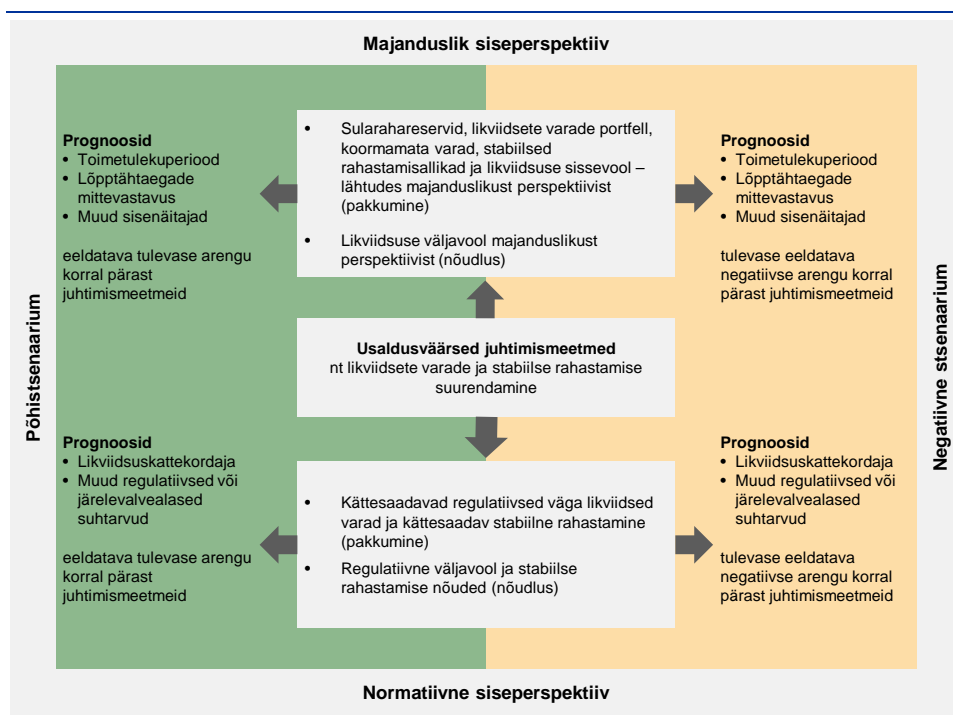 Majanduslik siseperspektiiv
Põhistsenaarium
Prognoosid
• Toimetulekuperiood
• Lõpptähtaegade
mittevastavus
• Muud sisenäitajad
eeldatava tulevase arengu
korral pärast
juhtimismeetmeid
• Sularahareservid, likviidsete varade portfell,
koormamata varad, stabiilsed
rahastamisallikad ja likviidsuse sissevool –
lähtudes majanduslikust perspektiivist
(pakkumine)
• Likviidsuse väljavool majanduslikust
perspektiivist (nõudlus)
Prognoosid
• Toimetulekuperiood
• Lõpptähtaegade
mittevastavus
• Muud sisenäitajad
tulevase eeldatava
negatiivse arengu korral
pärast juhtimismeetmeid
Negatiivne stsenaarium
Usaldusväärsed juhtimismeetmed
nt likviidsete varade ja stabiilse rahastamise
suurendamine
Prognoosid
• Likviidsuskattekordaja
• Muud regulatiivsed või
järelevalvealased
suhtarvud
eeldatava tulevase arengu
korral pärast
juhtimismeetmeid
• Kättesaadavad regulatiivsed väga likviidsed
varad ja kättesaadav stabiilne rahastamine
(pakkumine)
• Regulatiivne väljavool ja stabiilse
rahastamise nõuded (nõudlus)
Prognoosid
• Likviidsuskattekordaja
• Muud regulatiivsed või
järelevalvealased
suhtarvud
tulevase eeldatava
negatiivse arengu korral
pärast juhtimismeetmeid
Normatiivne siseperspektiiv